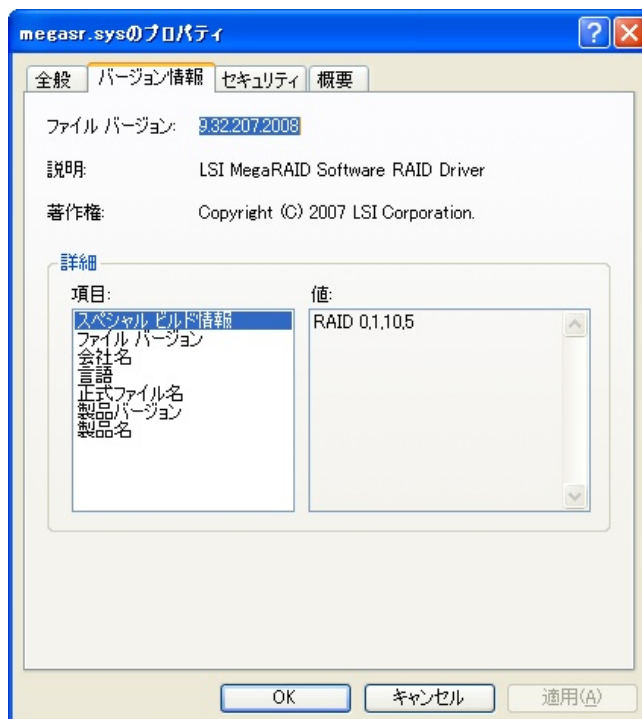 megasr.sysのプロパティ
全般 バージョン情報 セキュリティ 概要
ファイル バージョン: 9.32.207.2008
説明: LSI MegaRAID Software RAID Driver
著作権: Copyright (C) 2007 LSI Corporation.
詳細
項目: 値:
スペシャル ビルド情報 RAID 0,1,10,5
ファイル バージョン
会社名
言語
正式ファイル名
製品バージョン
製品名
OK キャンセル 適用(A)